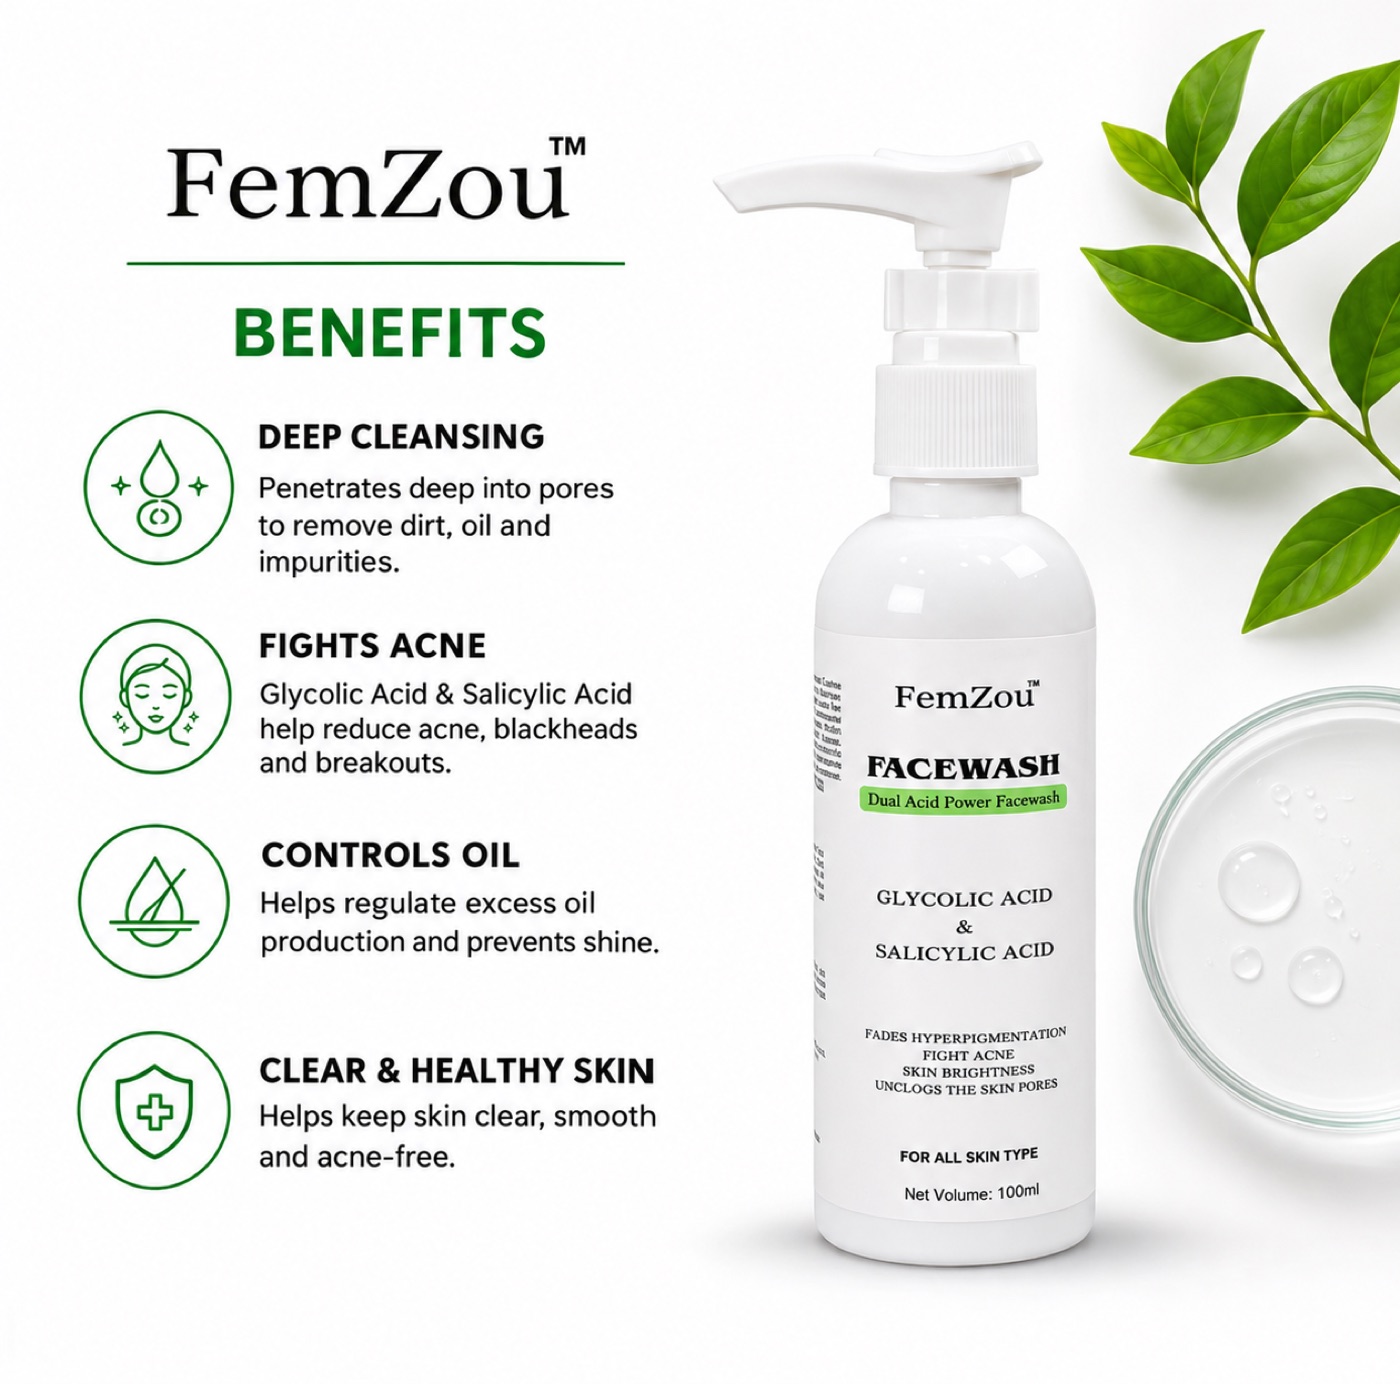 FemZou™
BENEFITS
DEEP CLEANSING
Penetrates deep into pores
to remove dirt, oil and
impurities.
FIGHTS ACNE
Glycolic Acid & Salicylic Acid
help reduce acne, blackheads
and breakouts.
CONTROLS OIL
Helps regulate excess oil
production and prevents shine.
CLEAR & HEALTHY SKIN
Helps keep skin clear, smooth
and acne-free.
FemZou™
FACEWASH
Dual Acid Power Facewash
GLYCOLIC ACID
&
SALICYLIC ACID
FADES HYPERPIGMENTATION
FIGHT ACNE
SKIN BRIGHTNESS
UNCLOGS THE SKIN PORES
FOR ALL SKIN TYPE
Net Volume: 100ml